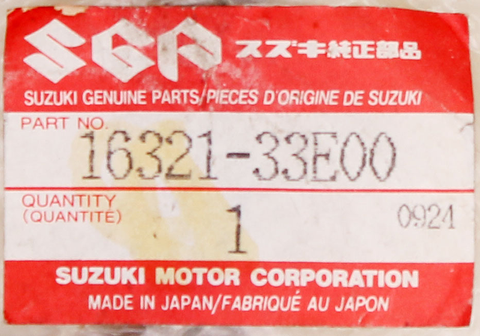 SGP スズキ純正部品
SUZUKI GENUINE PARTS/PIÈCES D'ORIGINE DE SUZUKI
PART NO.
16321-33E00
QUANTITY
(QUANTITÉ)
1
0924
SUZUKI MOTOR CORPORATION
MADE IN JAPAN/FABRIQUÉ AU JAPON